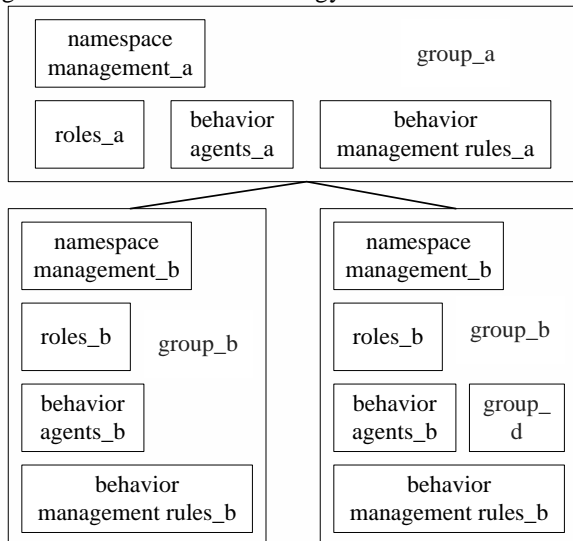 gy
namespace
management_a
group_a
roles_a
behavior
agents_a
behavior
management rules_a
namespace
management_b
roles_b
group_b
behavior
agents_b
behavior
management rules_b
namespace
management_b
roles_b
group_b
behavior
agents_b
group_
d
behavior
management rules_b